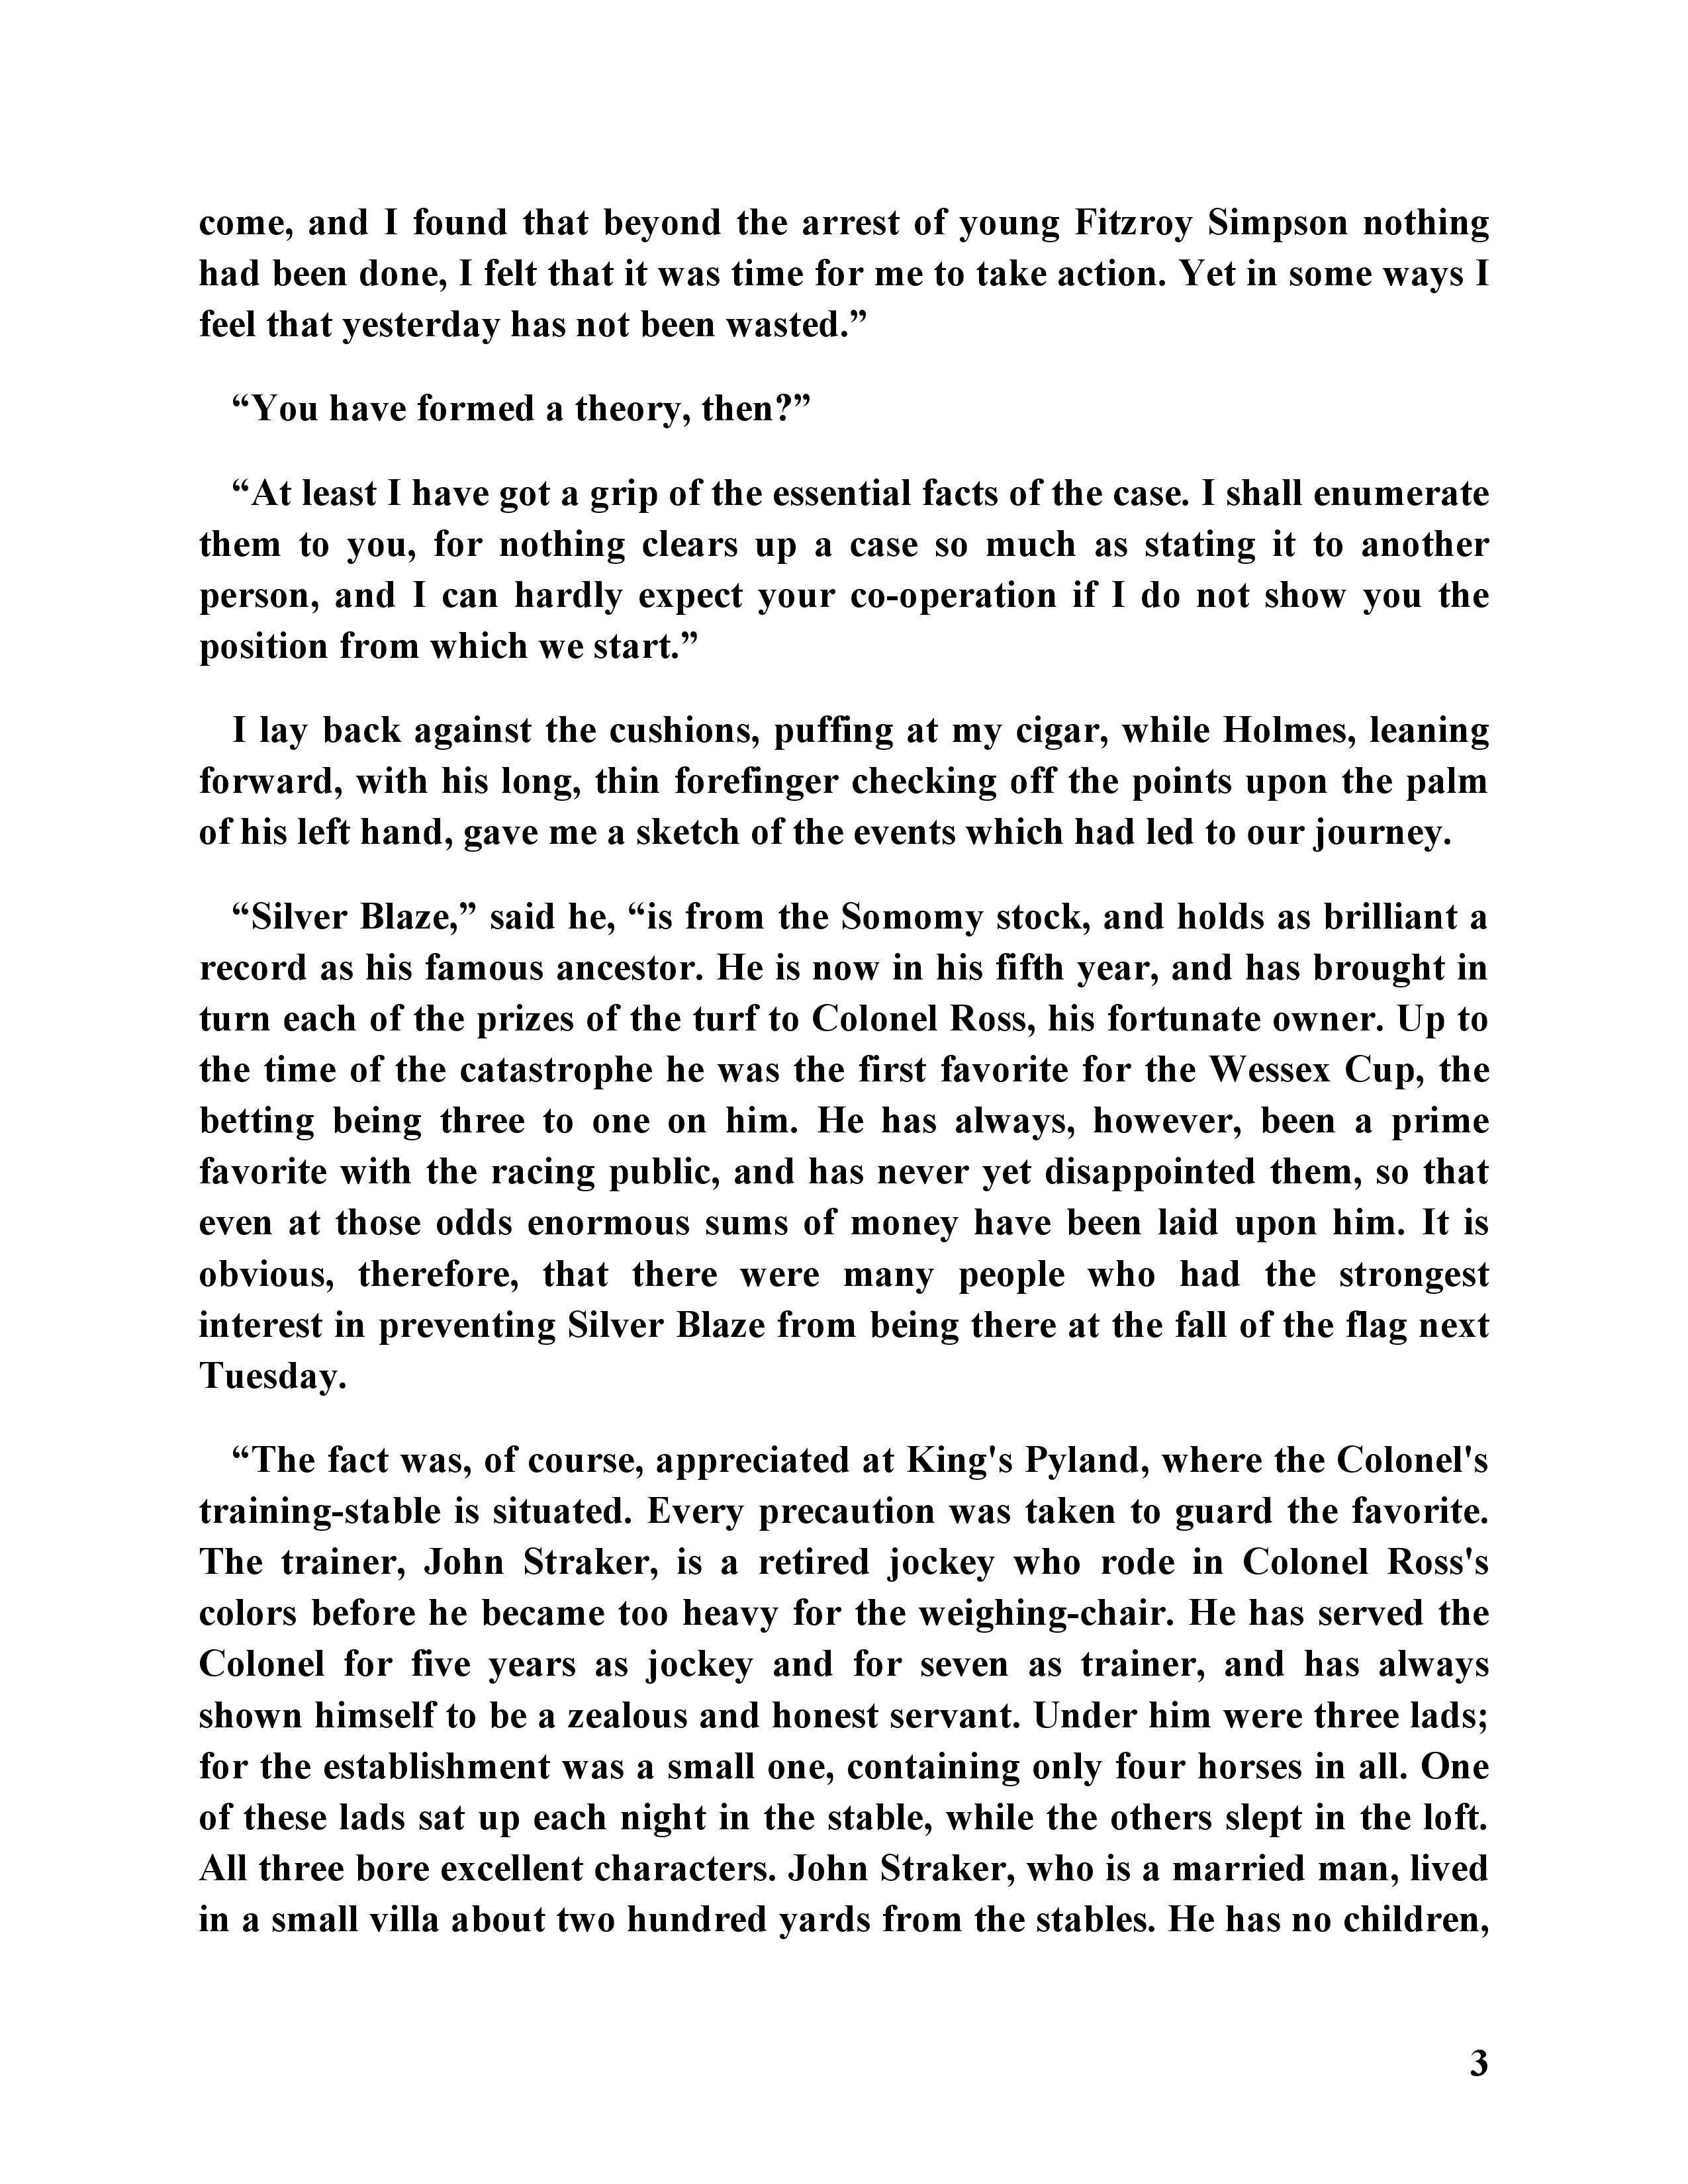 come, and I found that beyond the arrest of young Fitzroy Simpson nothing
had been done, I felt that it was time for me to take action. Yet in some ways I
feel that yesterday has not been wasted.”
“You have formed a theory, then?”
“At least I have got a grip of the essential facts of the case. I shall enumerate
them to you, for nothing clears up a case so much as stating it to another
person, and I can hardly expect your co-operation if I do not show you the
position from which we start.”
I lay back against the cushions, puffing at my cigar, while Holmes, leaning
forward, with his long, thin forefinger checking off the points upon the palm
of his left hand, gave me a sketch of the events which had led to our journey.
“Silver Blaze,” said he, “is from the Somomy stock, and holds as brilliant a
record as his famous ancestor. He is now in his fifth year, and has brought in
turn each of the prizes of the turf to Colonel Ross, his fortunate owner. Up to
the time of the catastrophe he was the first favorite for the Wessex Cup, the
betting being three to one on him. He has always, however, been a prime
favorite with the racing public, and has never yet disappointed them, so that
even at those odds enormous sums of money have been laid upon him. It is
obvious, therefore, that there were many people who had the strongest
interest in preventing Silver Blaze from being there at the fall of the flag next
Tuesday.
“The fact was, of course, appreciated at King's Pyland, where the Colonel's
training-stable is situated. Every precaution was taken to guard the favorite.
The trainer, John Straker, is a retired jockey who rode in Colonel Ross's
colors before he became too heavy for the weighing-chair. He has served the
Colonel for five years as jockey and for seven as trainer, and has always
shown himself to be a zealous and honest servant. Under him were three lads;
for the establishment was a small one, containing only four horses in all. One
of these lads sat up each night in the stable, while the others slept in the loft.
All three bore excellent characters. John Straker, who is a married man, lived
in a small villa about two hundred yards from the stables. He has no children,
3